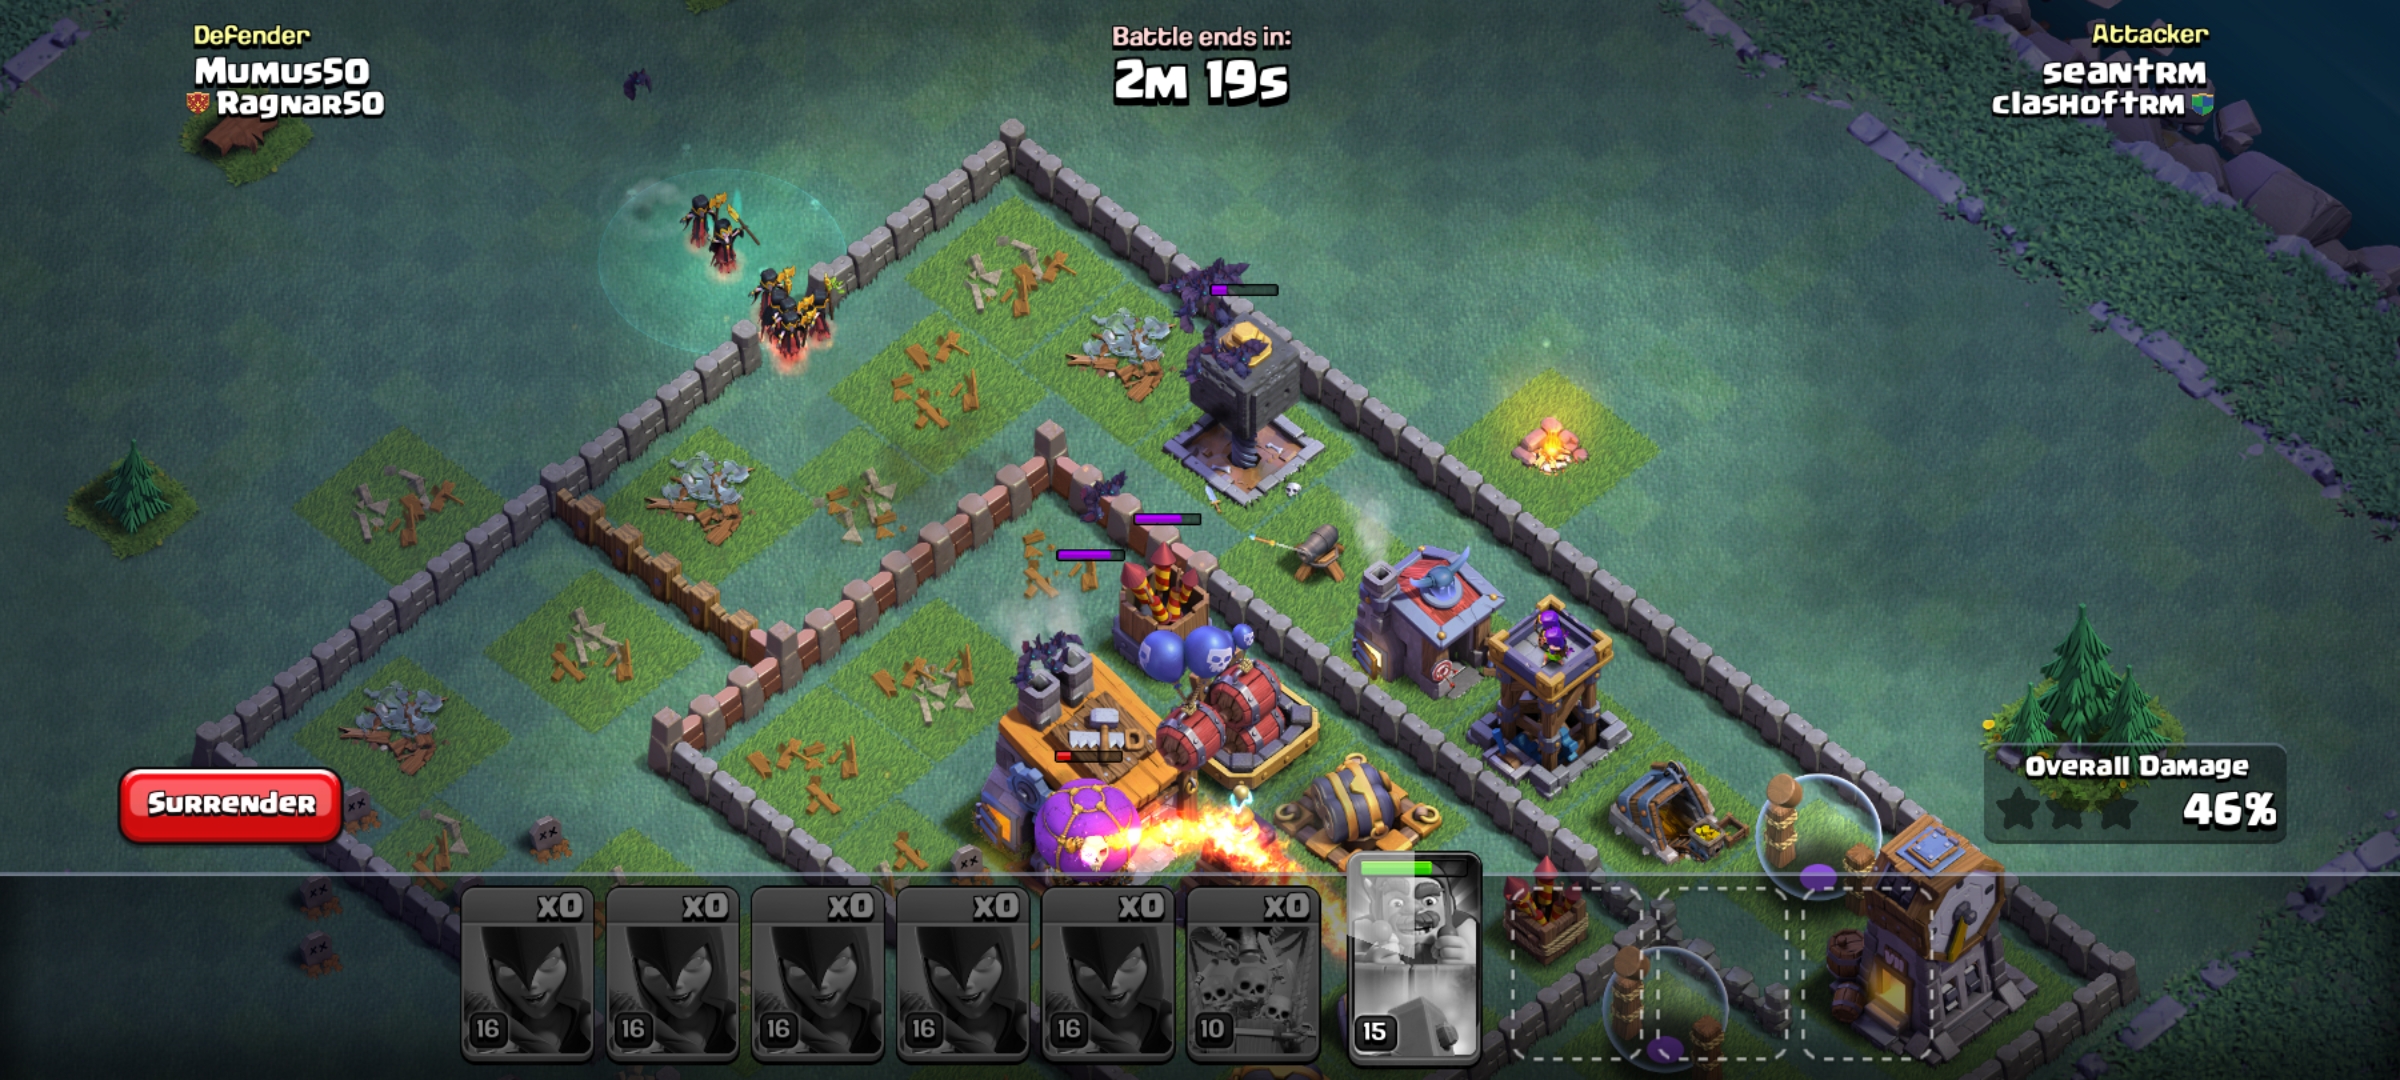 Defender
Mumus50
Ragnar50
Battle ends in:
2M 19s
Attacker
seantRM
clashoftRM
Surrender
Overall Damage
46%
x0
x0
x0
x0
x0
x0
16
16
16
16
16
10
15
VII